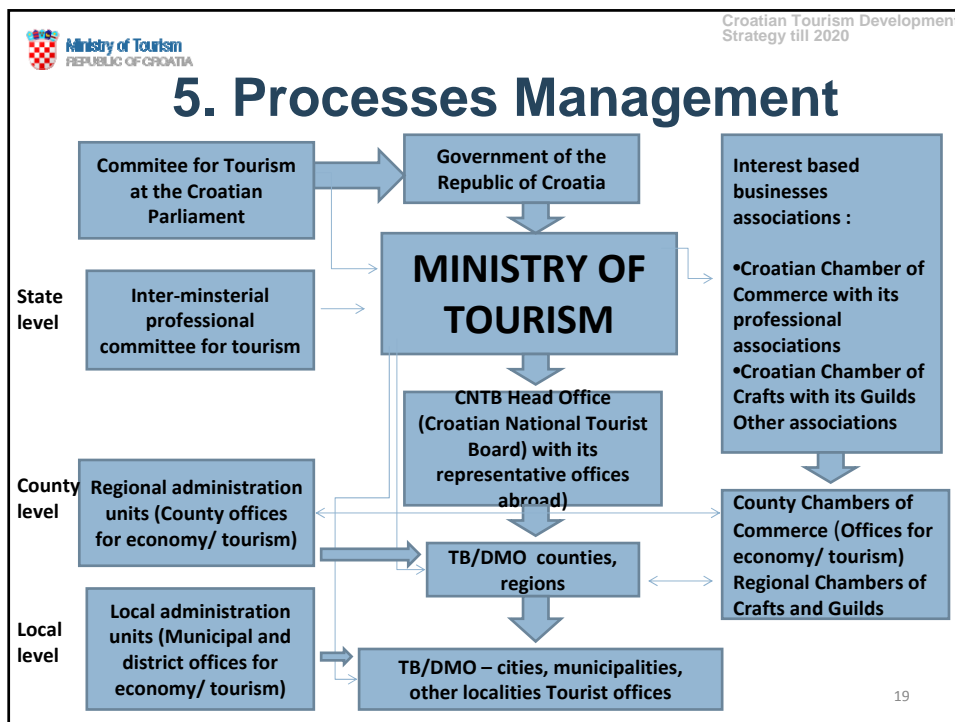 Croatian Tourism Development
Strategy till 2020
Ministry of Tourism
REPUBLIC OF CROATIA
5. Processes Management
Commitee for Tourism
at the Croatian
Parliament
Government of the
Republic of Croatia
Interest based
businesses
associations :
•Croatian Chamber of
Commerce with its
professional
associations
•Croatian Chamber of
Crafts with its Guilds
Other associations
MINISTRY OF
TOURISM
State
level
Inter-minsterial
professional
committee for tourism
CNTB Head Office
(Croatian National Tourist
Board) with its
representative offices
abroad)
County
level
Regional administration
units (County offices
for economy/ tourism)
County Chambers of
Commerce (Offices for
economy/ tourism)
Regional Chambers of
Crafts and Guilds
TB/DMO counties,
regions
Local
level
Local administration
units (Municipal and
district offices for
economy/ tourism)
TB/DMO – cities, municipalities,
other localities Tourist offices
19